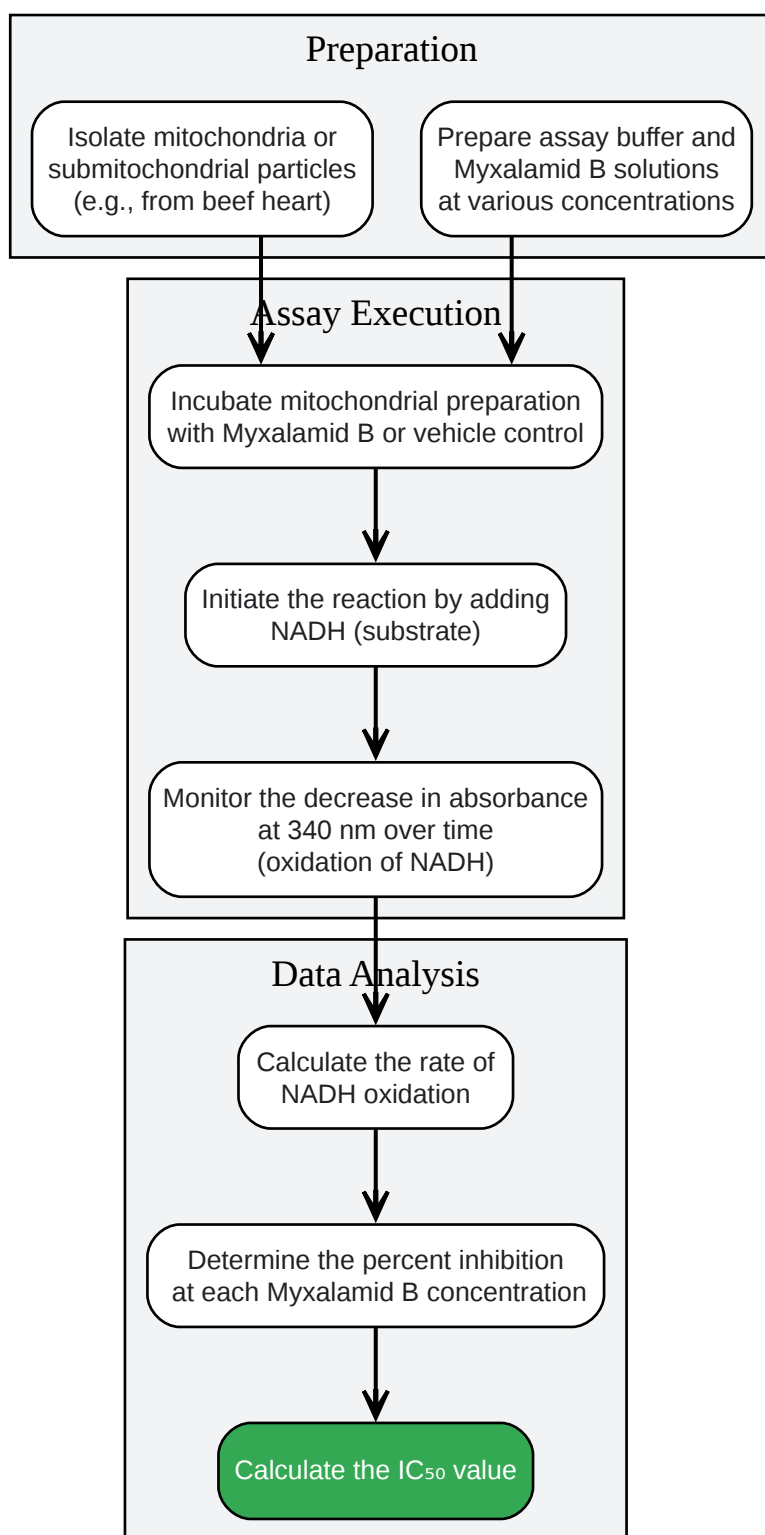 Preparation
Isolate mitochondria or
submitochondrial particles
(e.g., from beef heart)
Prepare assay buffer and
Myxalamid B solutions
at various concentrations
Assay Execution
Incubate mitochondrial preparation
with Myxalamid B or vehicle control
Initiate the reaction by adding
NADH (substrate)
Monitor the decrease in absorbance
at 340 nm over time
(oxidation of NADH)
Data Analysis
Calculate the rate of
NADH oxidation
Determine the percent inhibition
at each Myxalamid B concentration
Calculate the IC₅₀ value